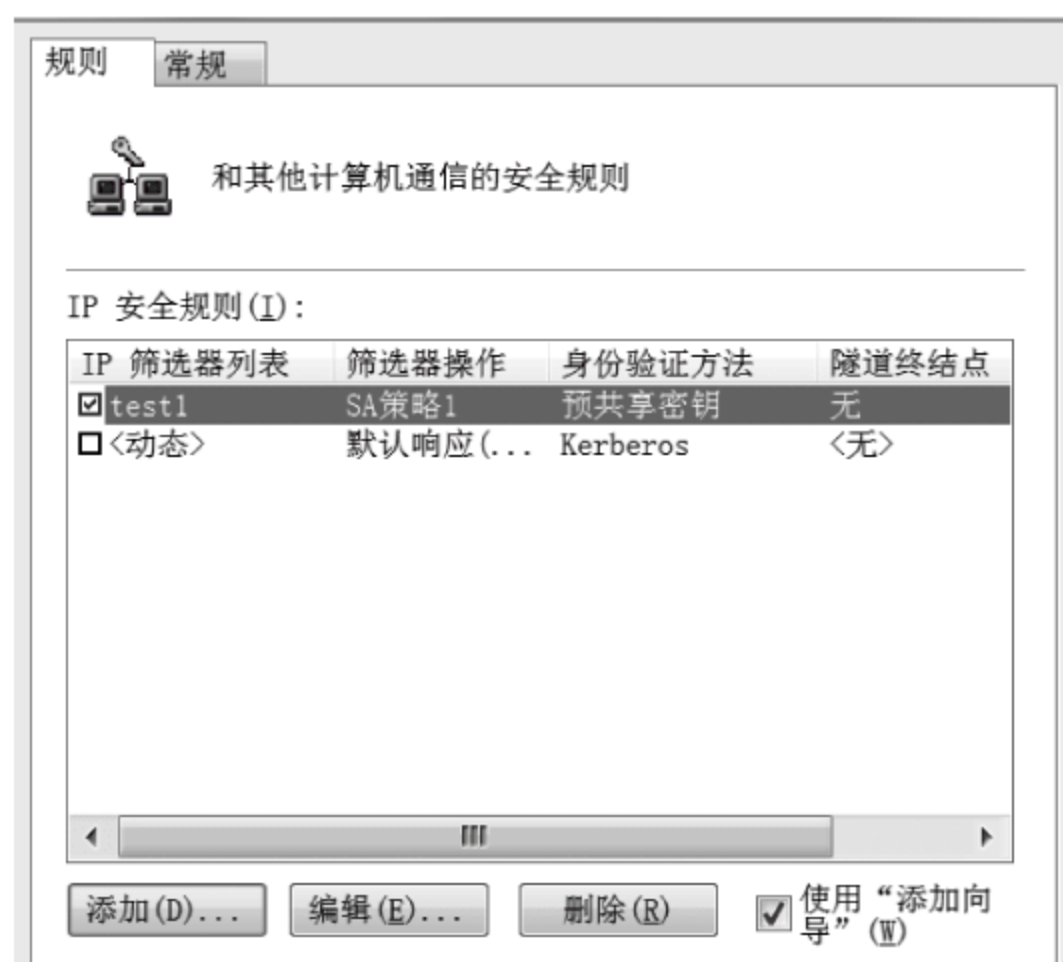 规则 常规
和其他计算机通信的安全规则
IP 安全规则(I):
IP 筛选器列表 筛选器操作 身份验证方法 隧道终结点
test1 SA策略1 预共享密钥 无
<动态> 默认响应(... Kerberos <无>
添加(D)... 编辑(E)... 删除(R) 使用“添加向
导”(W)